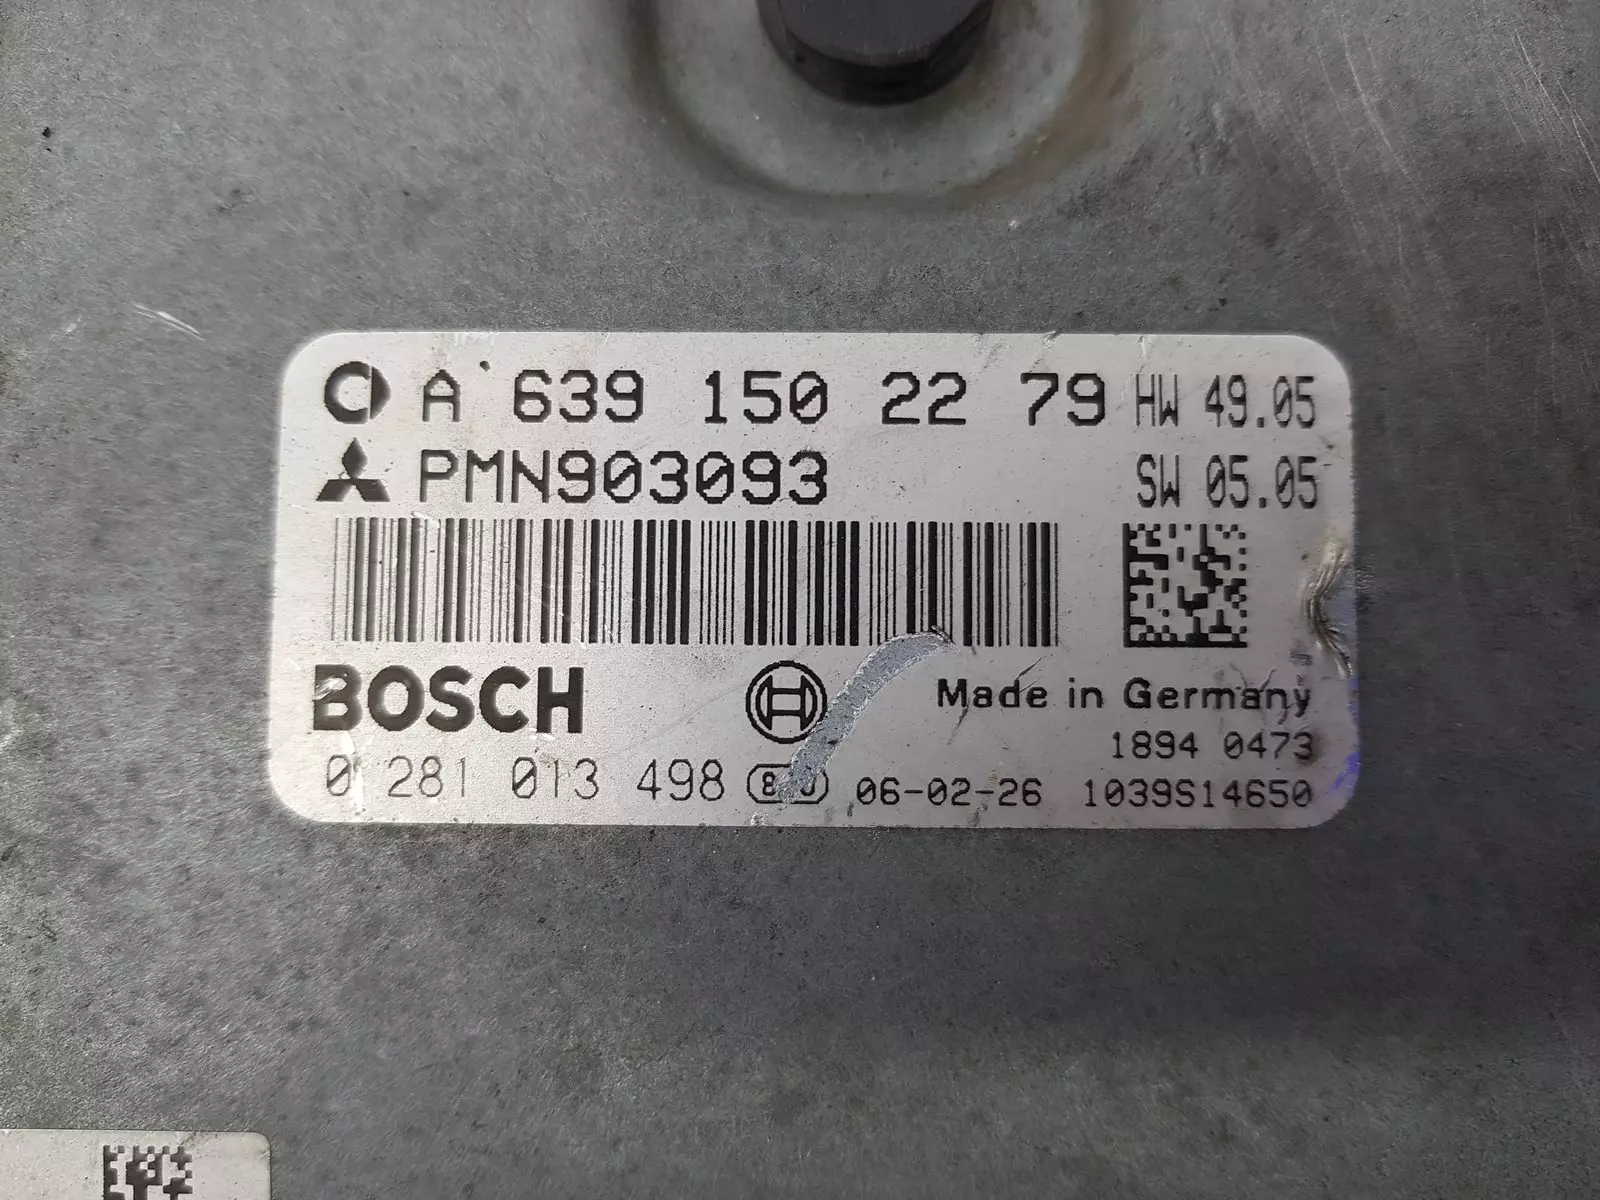 A 639 150 22 79 HW 49.05
PMN903093 SW 05.05
BOSCH
Made in Germany
1894 0473
0 281 013 498 06-02-26 1039S14650